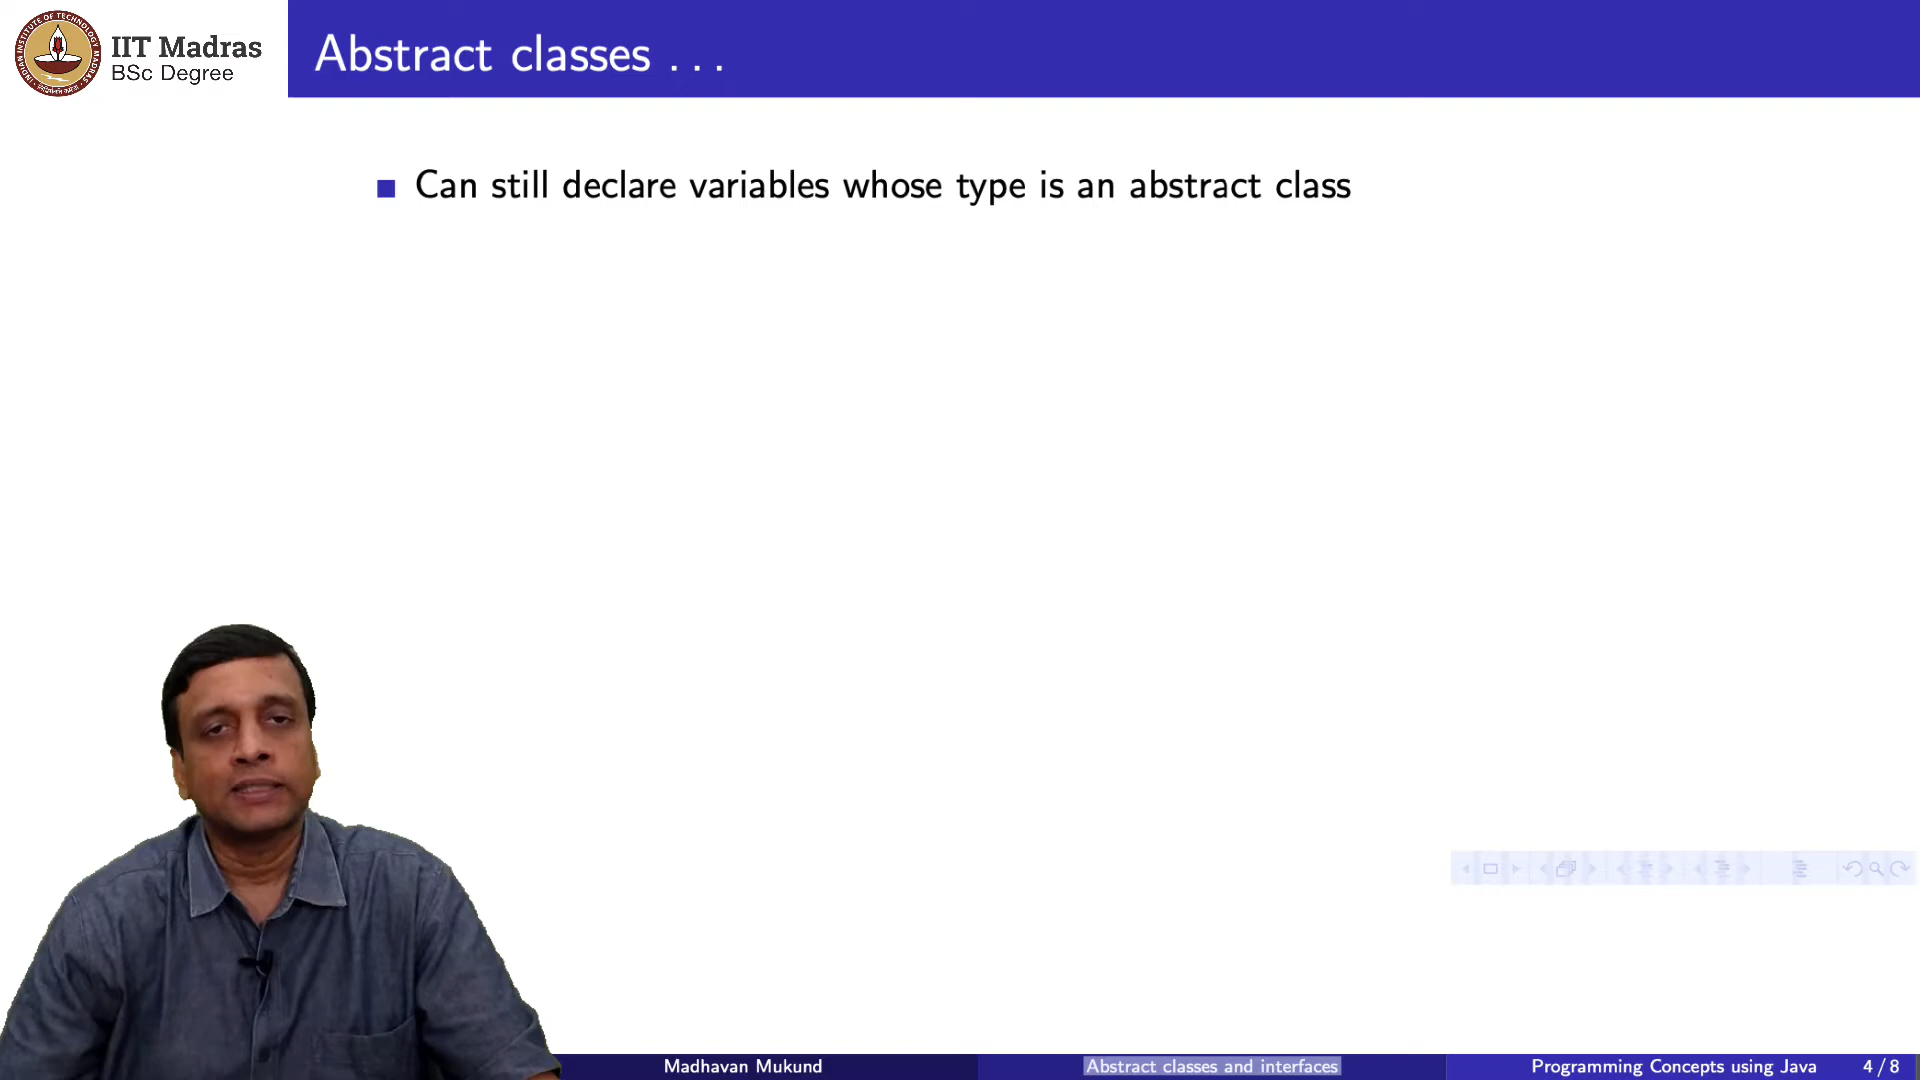 IIT Madras
BSc Degree
Abstract classes . . .
Can still declare variables whose type is an abstract class
Madhavan Mukund
Abstract classes and interfaces
Programming Concepts using Java
4 / 8